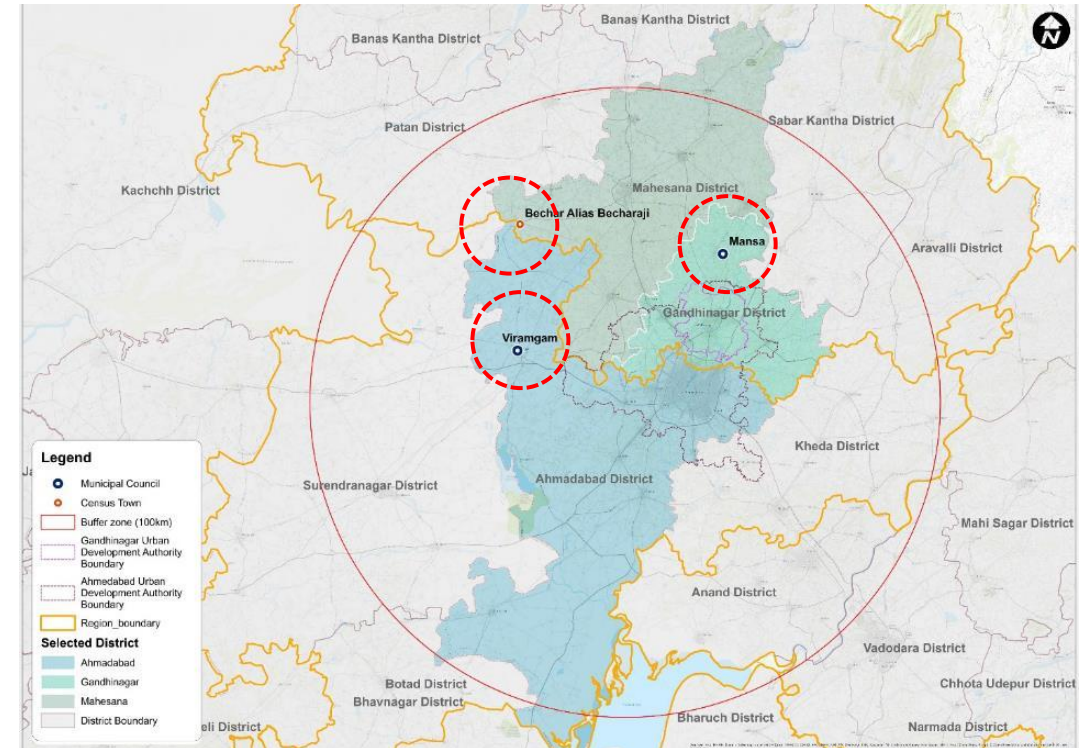 Banas Kantha District
Banas Kantha District
N
Patan District
Sabar Kantha District
Kachchh District
Mahesana District
Bechar Alias Becharaji
Mansa
Aravalli District
Gandhinagar District
Viramgam
Kheda District
Surendranagar District
Ahmadabad District
Mahi Sagar District
Anand District
Vadodara District
Botad District
Chhota Udepur District
Bhavnagar District
Bharuch District
eli District
Narmada District
Legend
Municipal Council
Census Town
Buffer zone (100km)
Gandhinagar Urban
Development Authority
Boundary
Ahmedabad Urban
Development Authority
Boundary
Region_boundary
Selected District
Ahmadabad
Gandhinagar
Mahesana
District Boundary